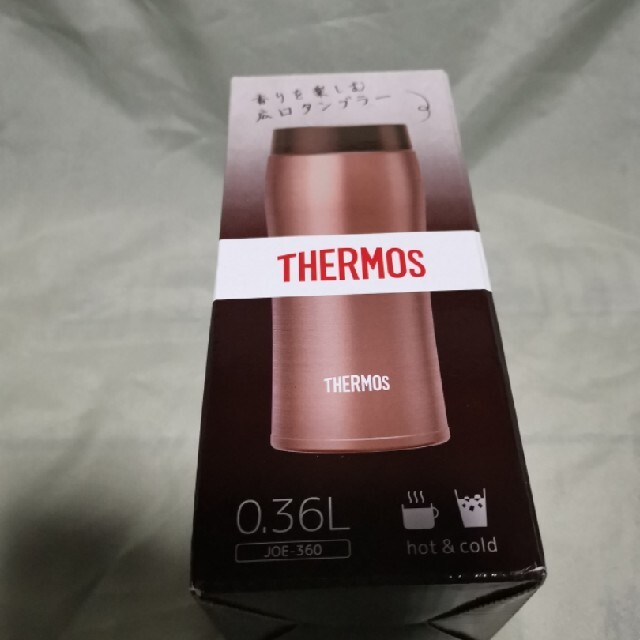 香りを楽しむ
広口タンブラー
THERMOS
THERMOS
0.36L
JOE-360
hot & cold